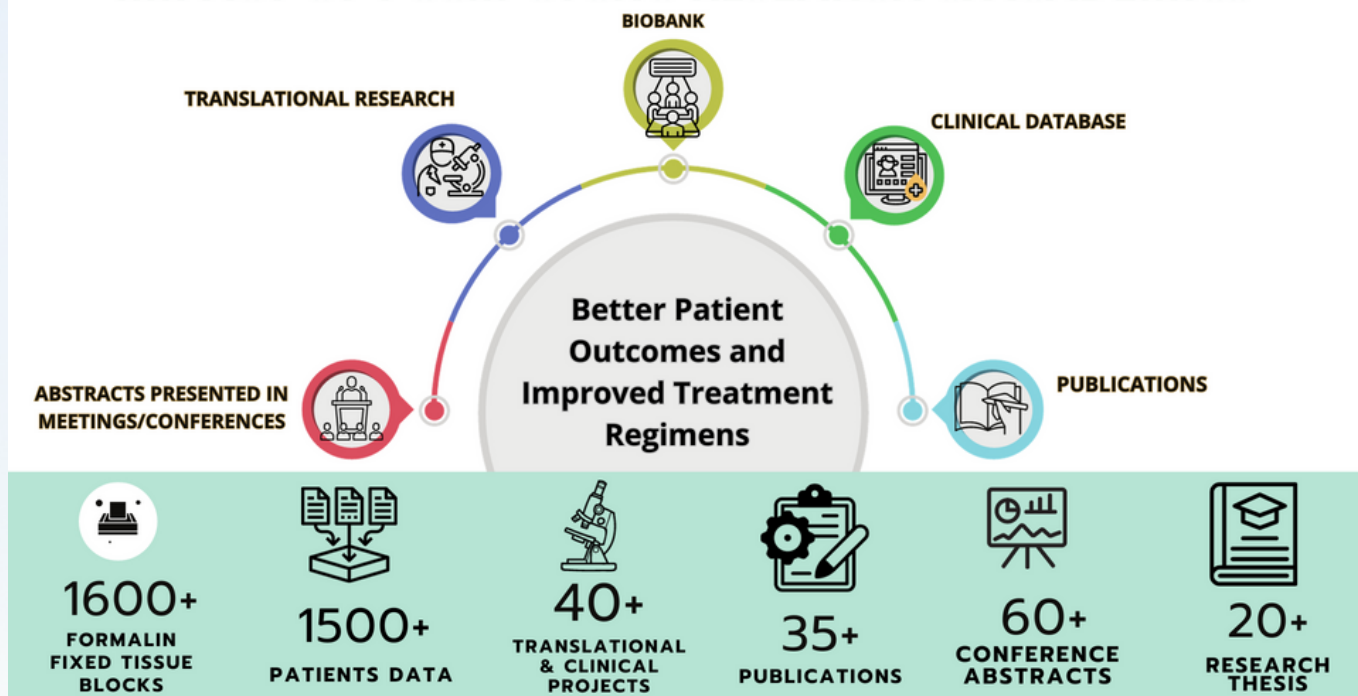 BIOBANK
TRANSLATIONAL RESEARCH
CLINICAL DATABASE
ABSTRACTS PRESENTED IN
MEETINGS/CONFERENCES
PUBLICATIONS
Better Patient
Outcomes and
Improved Treatment
Regimens
1600+
FORMALIN
FIXED TISSUE
BLOCKS
1500+
PATIENTS DATA
40+
TRANSLATIONAL
& CLINICAL
PROJECTS
35+
PUBLICATIONS
60+
CONFERENCE
ABSTRACTS
20+
RESEARCH
THESIS